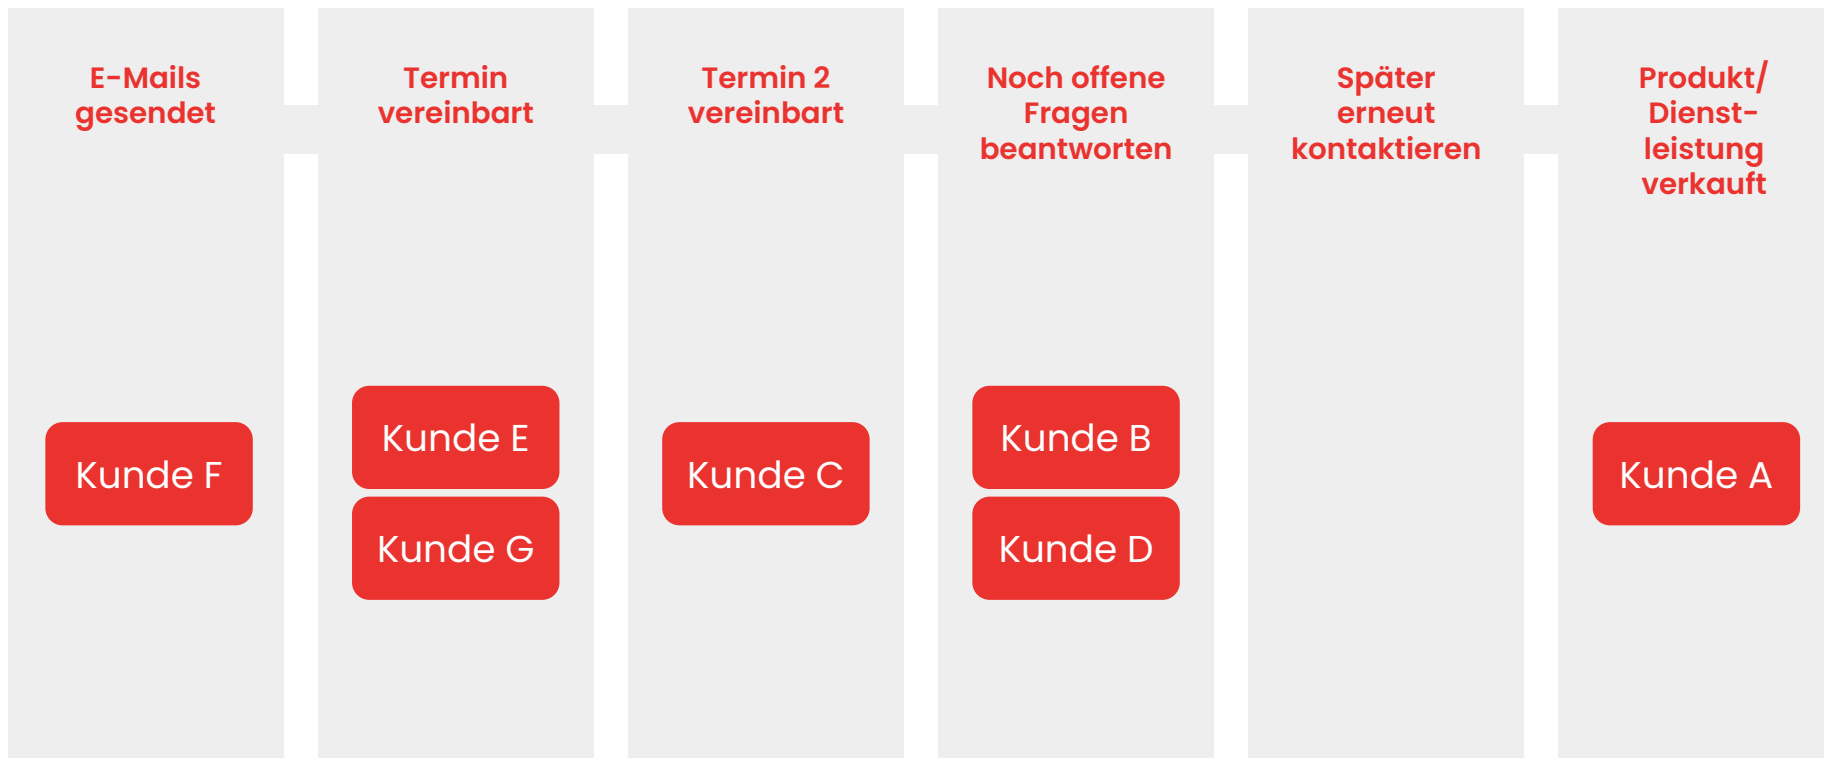 E-Mails
gesendet
Termin
vereinbart
Termin 2
vereinbart
Noch offene
Fragen
beantworten
Später
erneut
kontaktieren
Produkt/
Dienst-
leistung
verkauft
Kunde F
Kunde E
Kunde G
Kunde C
Kunde B
Kunde D
Kunde A